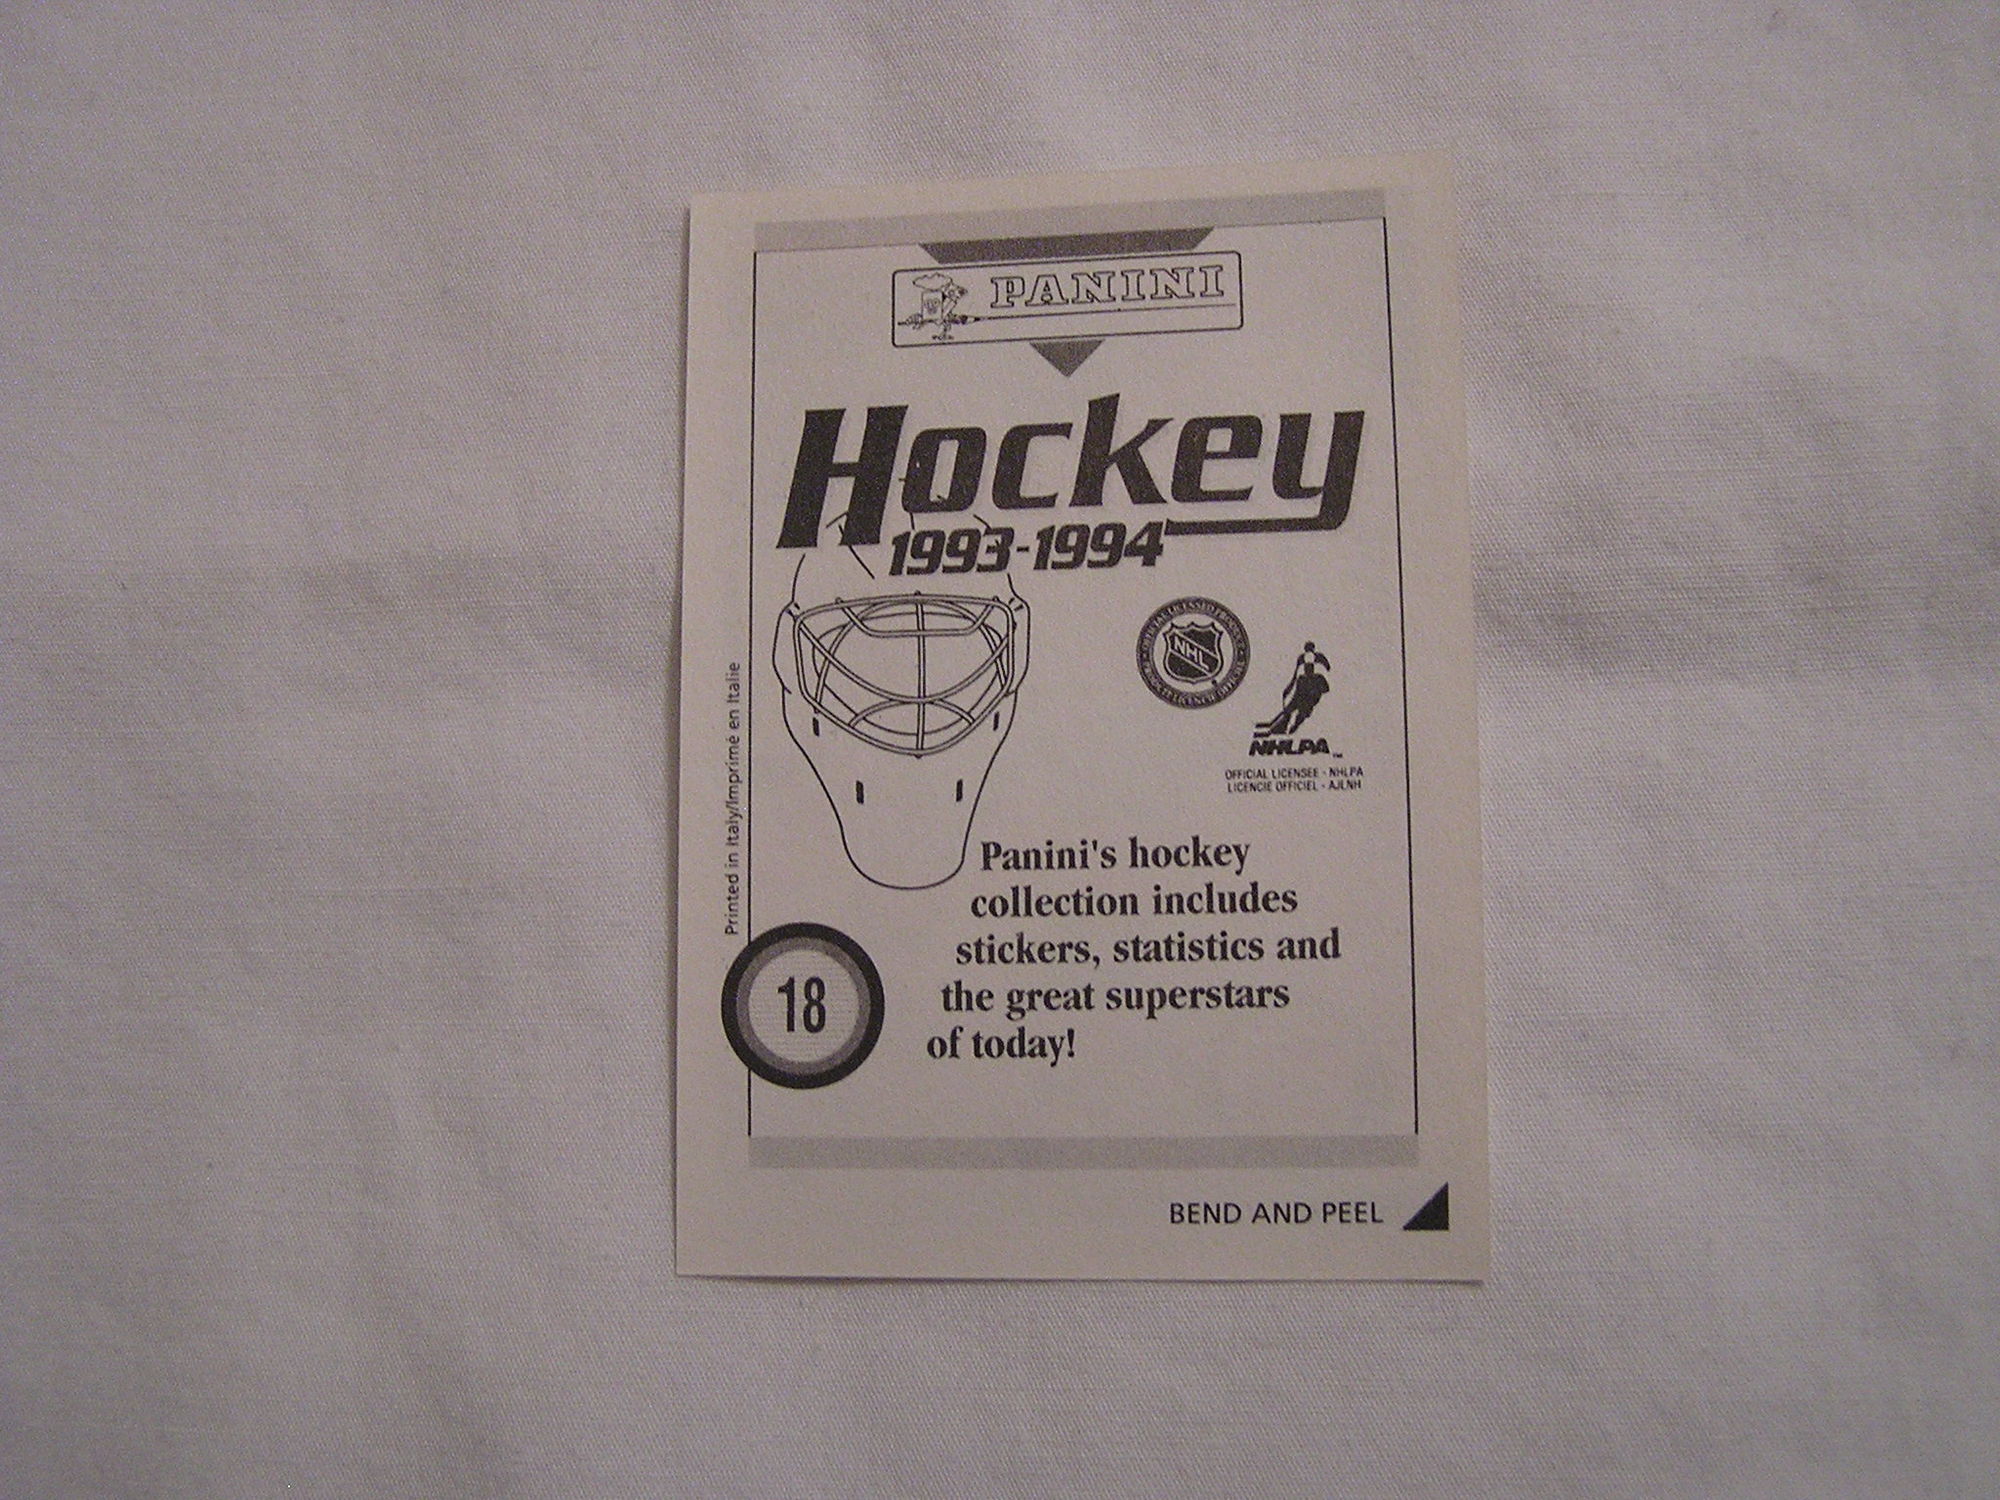 PANINI
Hockey
1993-1994
NHL
NHLPA
OFFICIAL LICENSEE - NHLPA
LICENCIE OFFICIEL - AJLNH
Printed in Italy/Imprimé en Italie
Panini's hockey
collection includes
stickers, statistics and
the great superstars
of today!
18
BEND AND PEEL